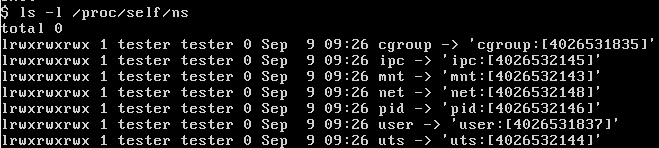 $ ls -l /proc/self/ns
total 0
lrwxrwxrwx 1 tester tester 0 Sep  9 09:26 cgroup -> 'cgroup:[4026531835]'
lrwxrwxrwx 1 tester tester 0 Sep  9 09:26 ipc -> 'ipc:[4026532145]'
lrwxrwxrwx 1 tester tester 0 Sep  9 09:26 mnt -> 'mnt:[4026532143]'
lrwxrwxrwx 1 tester tester 0 Sep  9 09:26 net -> 'net:[4026532148]'
lrwxrwxrwx 1 tester tester 0 Sep  9 09:26 pid -> 'pid:[4026532146]'
lrwxrwxrwx 1 tester tester 0 Sep  9 09:26 user -> 'user:[4026531837]'
lrwxrwxrwx 1 tester tester 0 Sep  9 09:26 uts -> 'uts:[4026532144]'